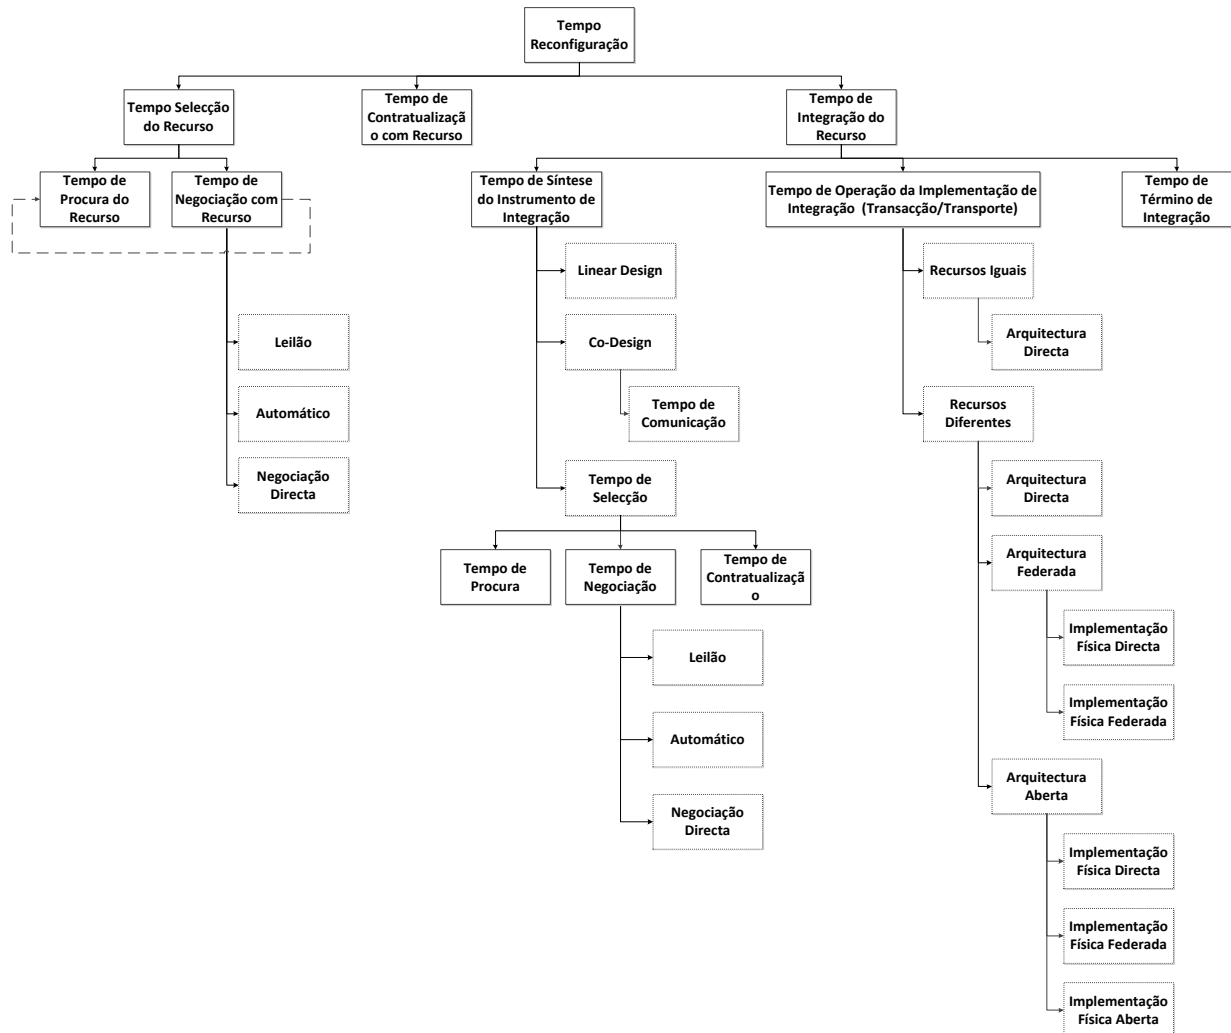 Tempo
Reconfiguração
Tempo Selecção
do Recurso
Tempo de
Contratualizaçã
o com Recurso
Tempo de
Integração do
Recurso
Tempo de
Procura do
Recurso
Tempo de
Negociação com
Recurso
Tempo de Síntese
do Instrumento de
Integração
Tempo de Operação da Implementação de
Integração (Transacção/Transporte)
Tempo de
Término de
Integração
Leilão
Automático
Negociação
Directa
Linear Design
Co-Design
Tempo de
Comunicação
Tempo de
Selecção
Tempo de
Procura
Tempo de
Negociação
Tempo de
Contratualizaçã
o
Leilão
Automático
Negociação
Directa
Recursos Iguais
Arquitectura
Directa
Recursos
Diferentes
Arquitectura
Directa
Arquitectura
Federada
Implementação
Física Directa
Implementação
Física Federada
Arquitectura
Aberta
Implementação
Física Directa
Implementação
Física Federada
Implementação
Física Aberta